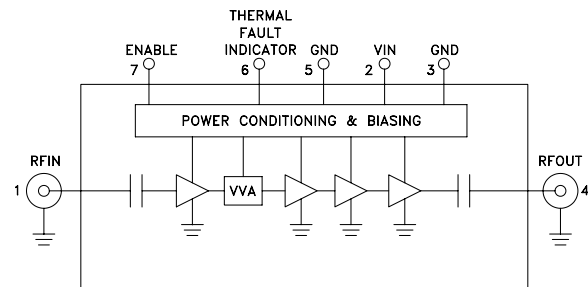 THERMAL
FAULT
INDICATOR
ENABLE
GND
VIN
GND
7
6
5
2
3
POWER CONDITIONING & BIASING
RFIN
RFOUT
1
VVA
4